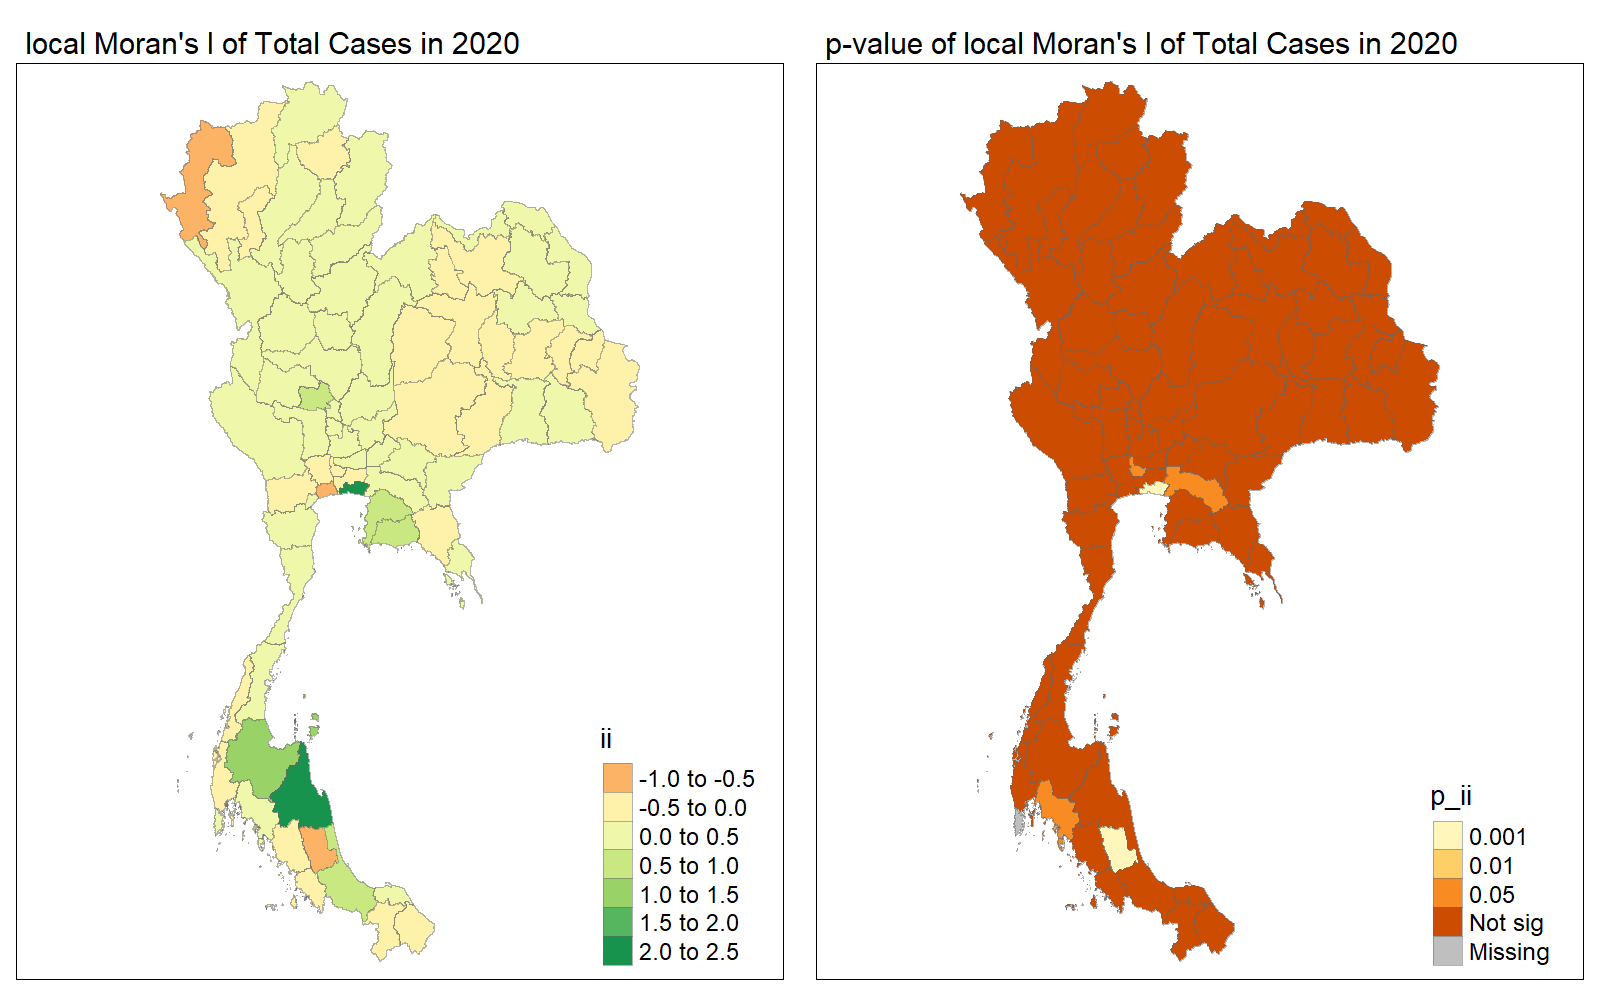 local Moran's I of Total Cases in 2020
ii
-1.0 to -0.5
-0.5 to 0.0
0.0 to 0.5
0.5 to 1.0
1.0 to 1.5
1.5 to 2.0
2.0 to 2.5
p-value of local Moran's I of Total Cases in 2020
p_ii
0.001
0.01
0.05
Not sig
Missing